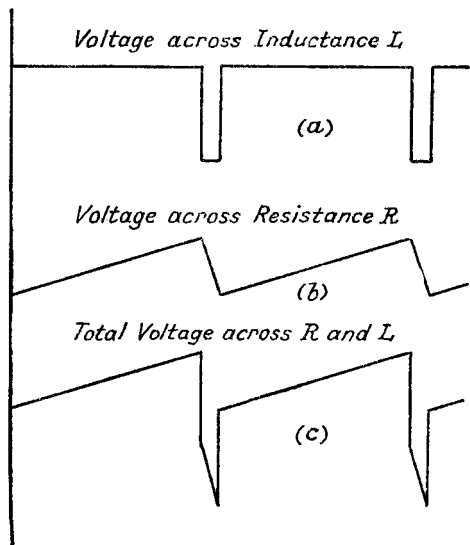 Voltage across Inductance L
(a)
Voltage across Resistance R
(b)
Total Voltage across R and L
(c)